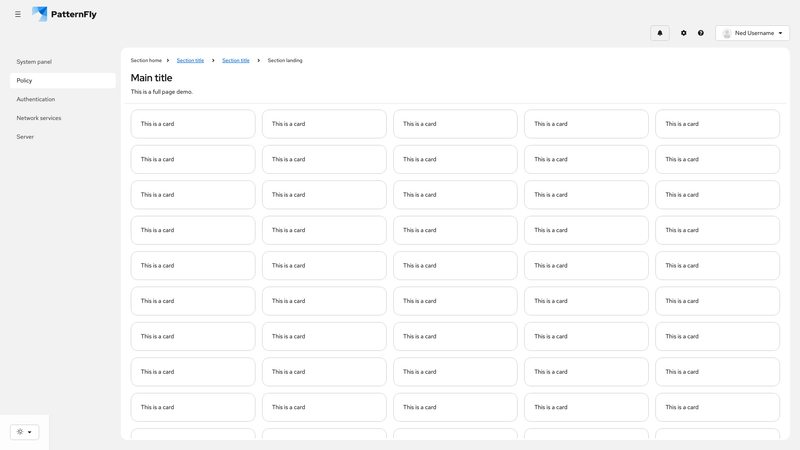 PatternFly
Ned Username
System panel
Policy
Authentication
Network services
Server
Section home Section title Section title Section landing
Main title
This is a full page demo.
This is a card This is a card This is a card This is a card This is a card
This is a card This is a card This is a card This is a card This is a card
This is a card This is a card This is a card This is a card This is a card
This is a card This is a card This is a card This is a card This is a card
This is a card This is a card This is a card This is a card This is a card
This is a card This is a card This is a card This is a card This is a card
This is a card This is a card This is a card This is a card This is a card
This is a card This is a card This is a card This is a card This is a card
This is a card This is a card This is a card This is a card This is a card